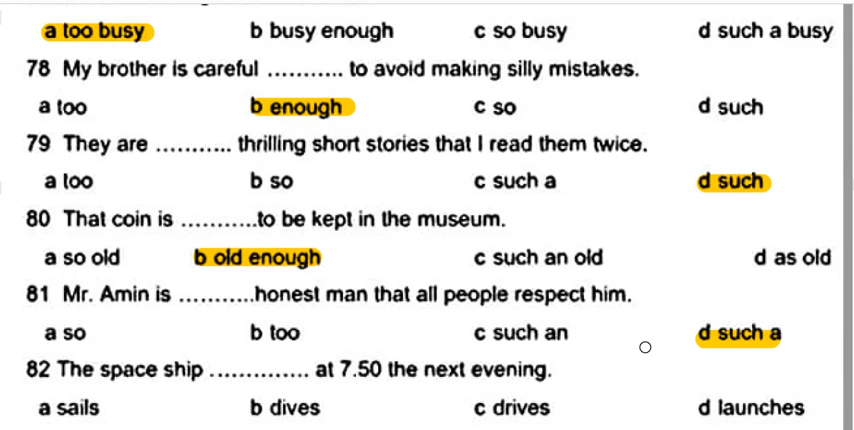 a too busy b busy enough c so busy d such a busy
78 My brother is careful ........... to avoid making silly mistakes.
a too b enough c so d such
79 They are ........... thrilling short stories that I read them twice.
a too b so c such a d such
80 That coin is ...........to be kept in the museum.
a so old b old enough c such an old d as old
81 Mr. Amin is ...........honest man that all people respect him.
a so b too c such an d such a
82 The space ship .............. at 7.50 the next evening.
a sails b dives c drives d launches